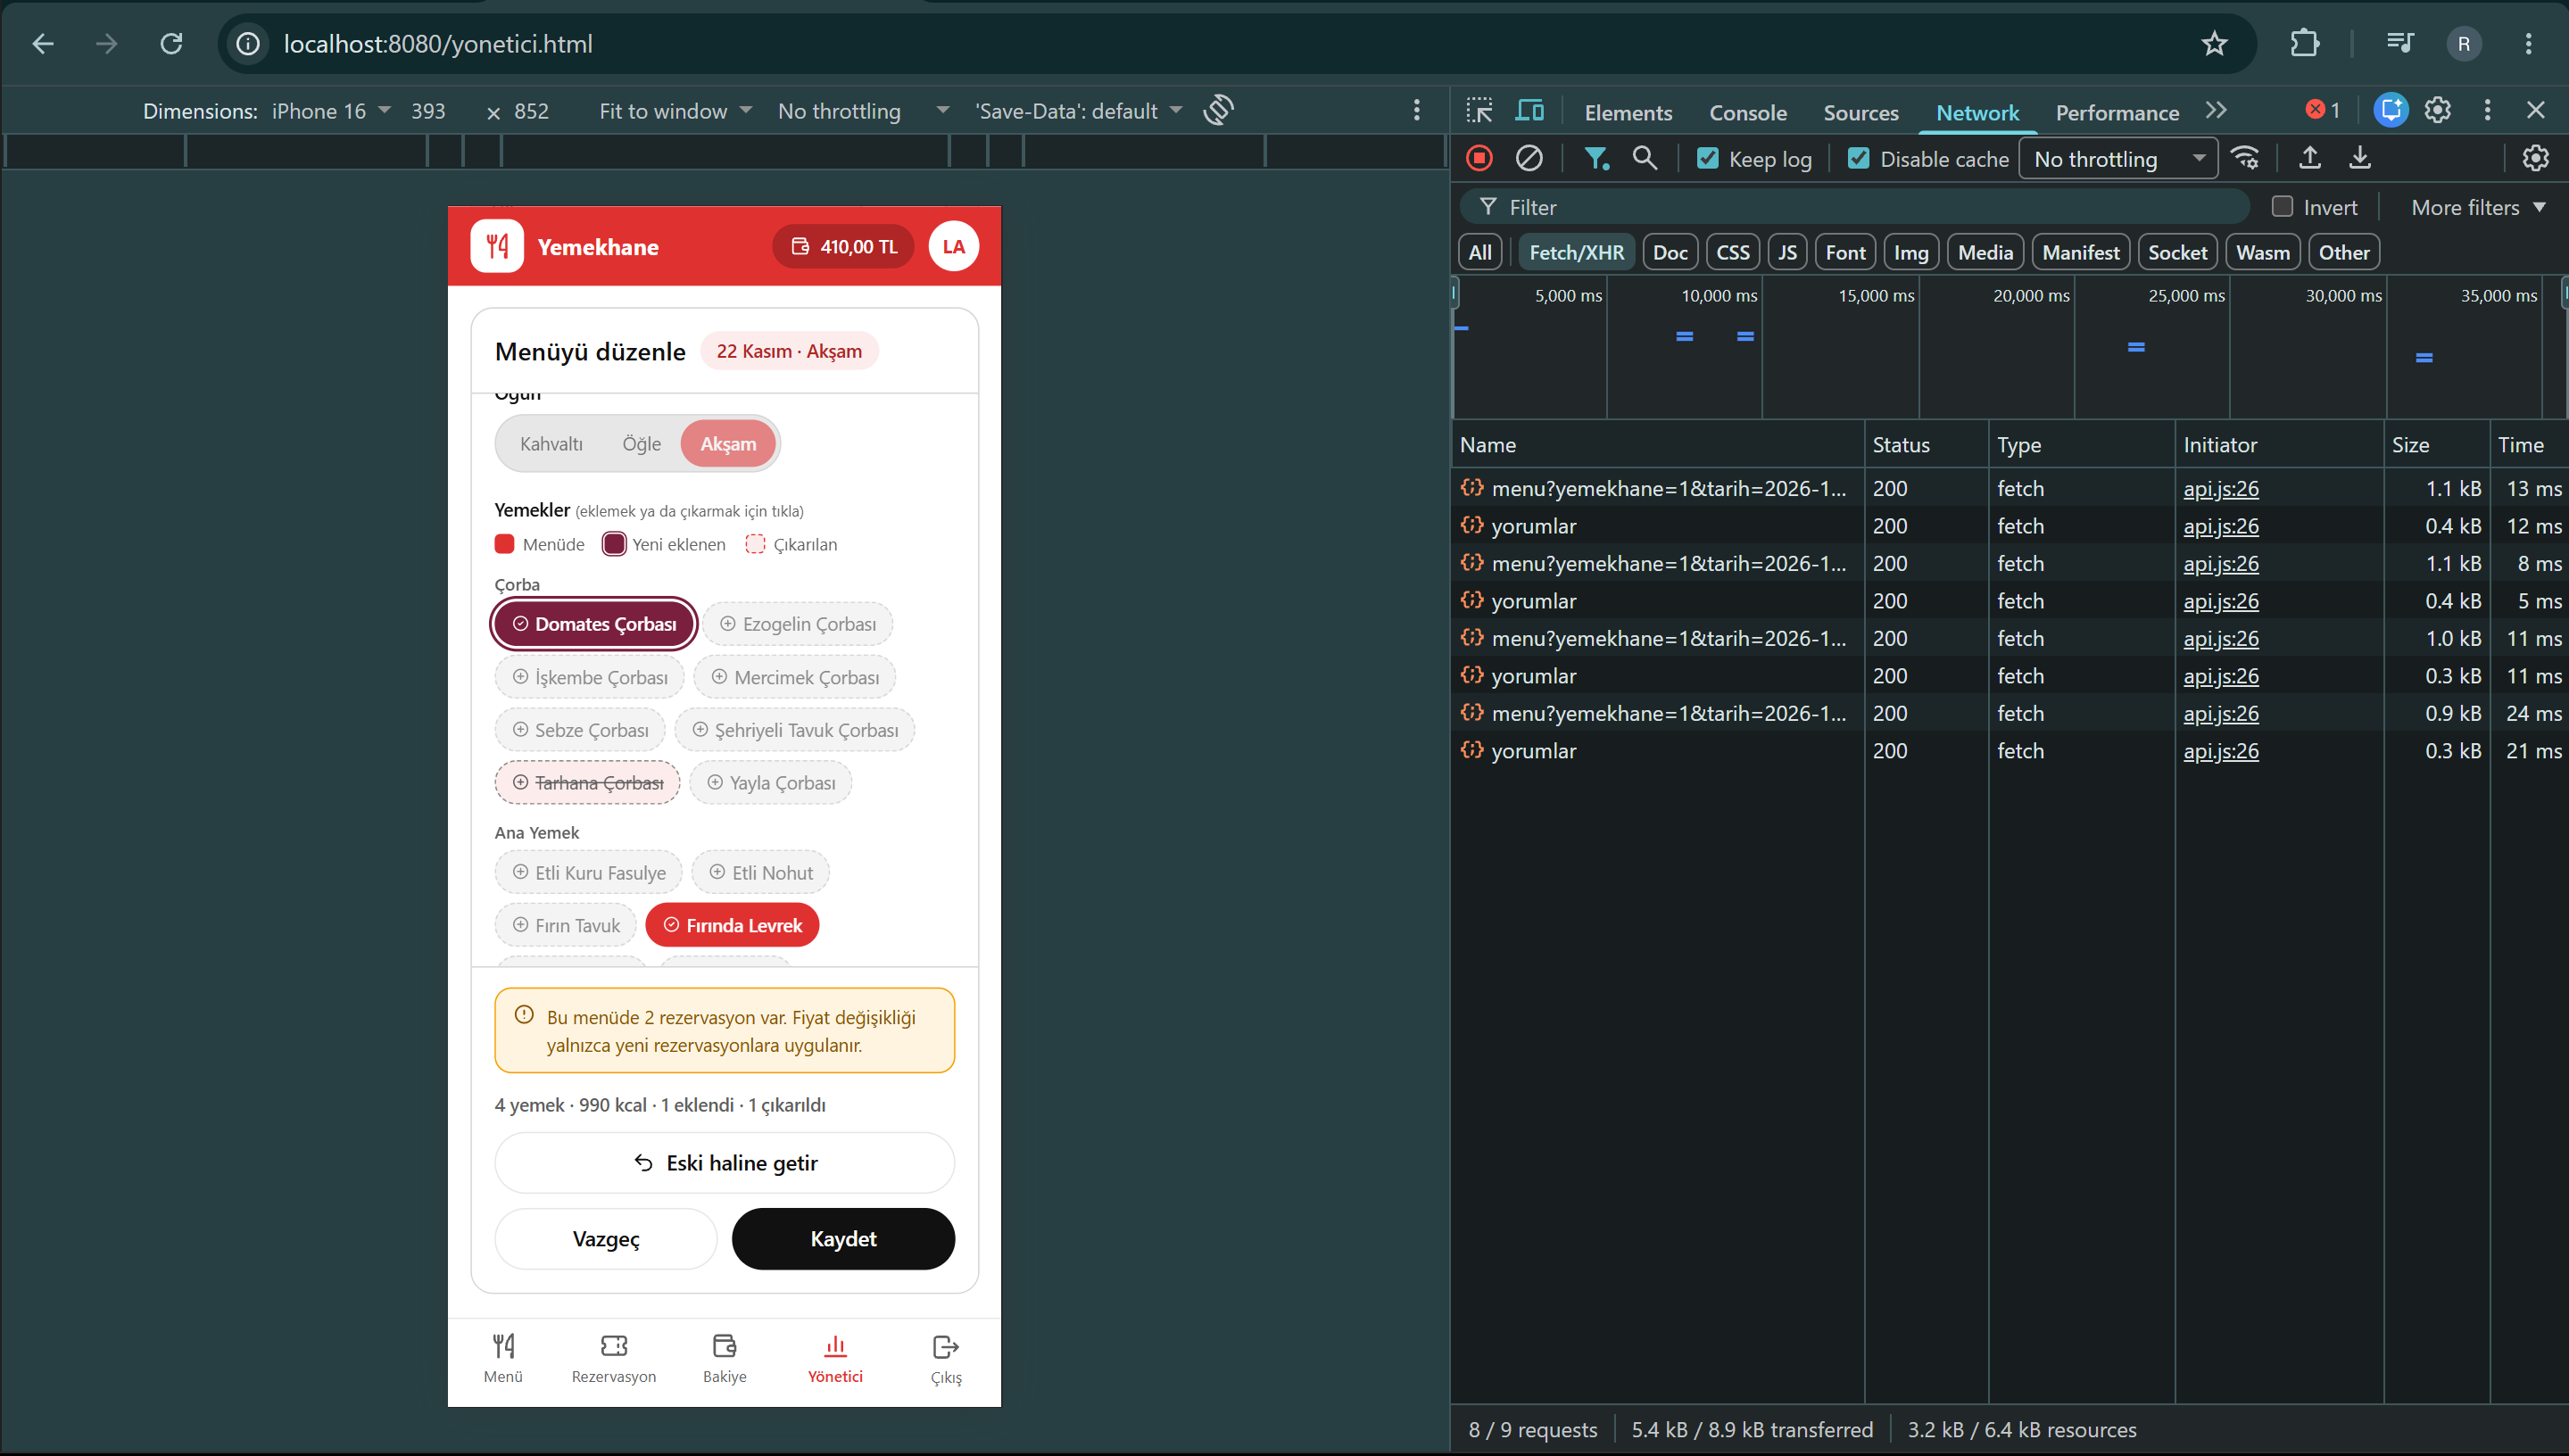 localhost:8080/yonetici.html
R
Dimensions: iPhone 16 393 × 852 Fit to window No throttling 'Save-Data': default
Yemekhane 410,00 TL LA
Menüyü düzenle 22 Kasım · Akşam
Öğün
Kahvaltı Öğle Akşam
Yemekler (eklemek ya da çıkarmak için tıkla)
Menüde Yeni eklenen Çıkarılan
Çorba
Domates Çorbası Ezogelin Çorbası
İşkembe Çorbası Mercimek Çorbası
Sebze Çorbası Şehriyeli Tavuk Çorbası
Tarhana Çorbası Yayla Çorbası
Ana Yemek
Etli Kuru Fasulye Etli Nohut
Fırın Tavuk Fırında Levrek
Bu menüde 2 rezervasyon var. Fiyat değişikliği
yalnızca yeni rezervasyonlara uygulanır.
4 yemek · 990 kcal · 1 eklendi · 1 çıkarıldı
Eski haline getir
Vazgeç Kaydet
Menü Rezervasyon Bakiye Yönetici Çıkış
Elements Console Sources Network Performance 1
Keep log Disable cache No throttling
Filter Invert More filters
All Fetch/XHR Doc CSS JS Font Img Media Manifest Socket Wasm Other
5,000 ms 10,000 ms 15,000 ms 20,000 ms 25,000 ms 30,000 ms 35,000 ms
Name Status Type Initiator Size Time
menu?yemekhane=1&tarih=2026-1... 200 fetch api.js:26 1.1 kB 13 ms
yorumlar 200 fetch api.js:26 0.4 kB 12 ms
menu?yemekhane=1&tarih=2026-1... 200 fetch api.js:26 1.1 kB 8 ms
yorumlar 200 fetch api.js:26 0.4 kB 5 ms
menu?yemekhane=1&tarih=2026-1... 200 fetch api.js:26 1.0 kB 11 ms
yorumlar 200 fetch api.js:26 0.3 kB 11 ms
menu?yemekhane=1&tarih=2026-1... 200 fetch api.js:26 0.9 kB 24 ms
yorumlar 200 fetch api.js:26 0.3 kB 21 ms
8 / 9 requests 5.4 kB / 8.9 kB transferred 3.2 kB / 6.4 kB resources